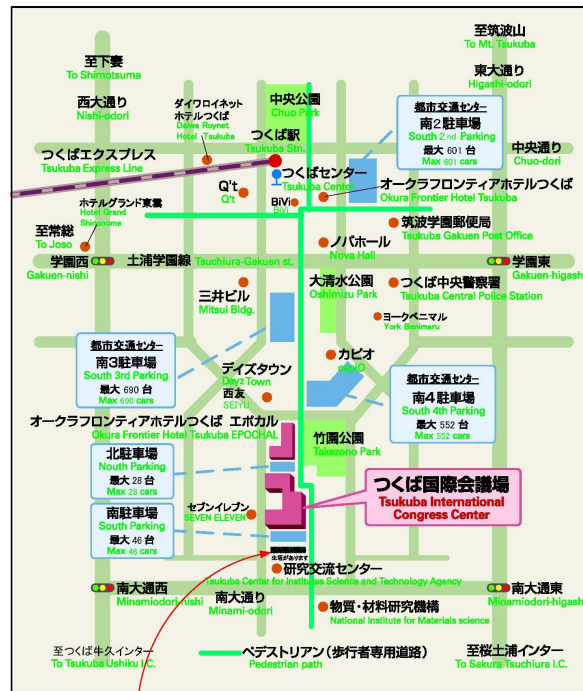 至筑波山
To Mt. Tsukuba
至下妻
To Shimotsuma
東大通り
Higashi-odori
西大通り
Nishi-odori
ダイワロイネット
ホテルつくば
Daiwa Roynet
Hotel Tsukuba
中央公園
Chuo Park
都市交通センター
南2駐車場
South 2nd Parking
最大 601 台
Max 601 cars
つくば駅
Tsukuba Stn.
中央通り
Chuo-dori
つくばエクスプレス
Tsukuba Express Line
つくばセンター
Tsukuba Center
Q't
Q't
BiVi
BiVi
オークラフロンティアホテルつくば
Okura Frontier Hotel Tsukuba
ホテルグランド東雲
Hotel Grand
Shinonome
筑波学園郵便局
Tsukuba Gakuen Post Office
至常総
To Joso
ノバホール
Nova Hall
学園西
Gakuen-nishi
土浦学園線
Tsuchiura-Gakuen st.
学園東
Gakuen-higash
三井ビル
Mitsui Bldg.
大清水公園
Oshimizu Park
つくば中央警察署
Tsukuba Central Police Station
ヨークベニマル
York Benimaru
都市交通センター
南3駐車場
South 3rd Parking
最大 690 台
Max 690 cars
カピオ
capiO
デイズタウン
Dayz Town
西友
SEIYU
都市交通センター
南4駐車場
South 4th Parking
最大 552 台
Max 552 cars
オークラフロンティアホテルつくば エポカル
Okura Frontier Hotel Tsukuba EPOCHAL
竹園公園
Takezono Park
北駐車場
Nouth Parking
最大 28 台
Max 28 cars
つくば国際会議場
Tsukuba International
Congress Center
南駐車場
South Parking
最大 46 台
Max 46 cars
セブンイレブン
SEVEN ELEVEN
生垣があります
研究交流センター
Tsukuba Center for Institutes Science and Technology Agency
南大通西
Minamiodori-nishi
南大通り
Minami-odori
南大通東
Minamiodori-higash
物質・材料研究機構
National Institute for Materials science
至つくば牛久インター
To Tsukuba Ushiku I.C.
ペデストリアン(歩行者専用道路)
Pedestrian path
至桜土浦インター
To Sakura Tsuchiura I.C.